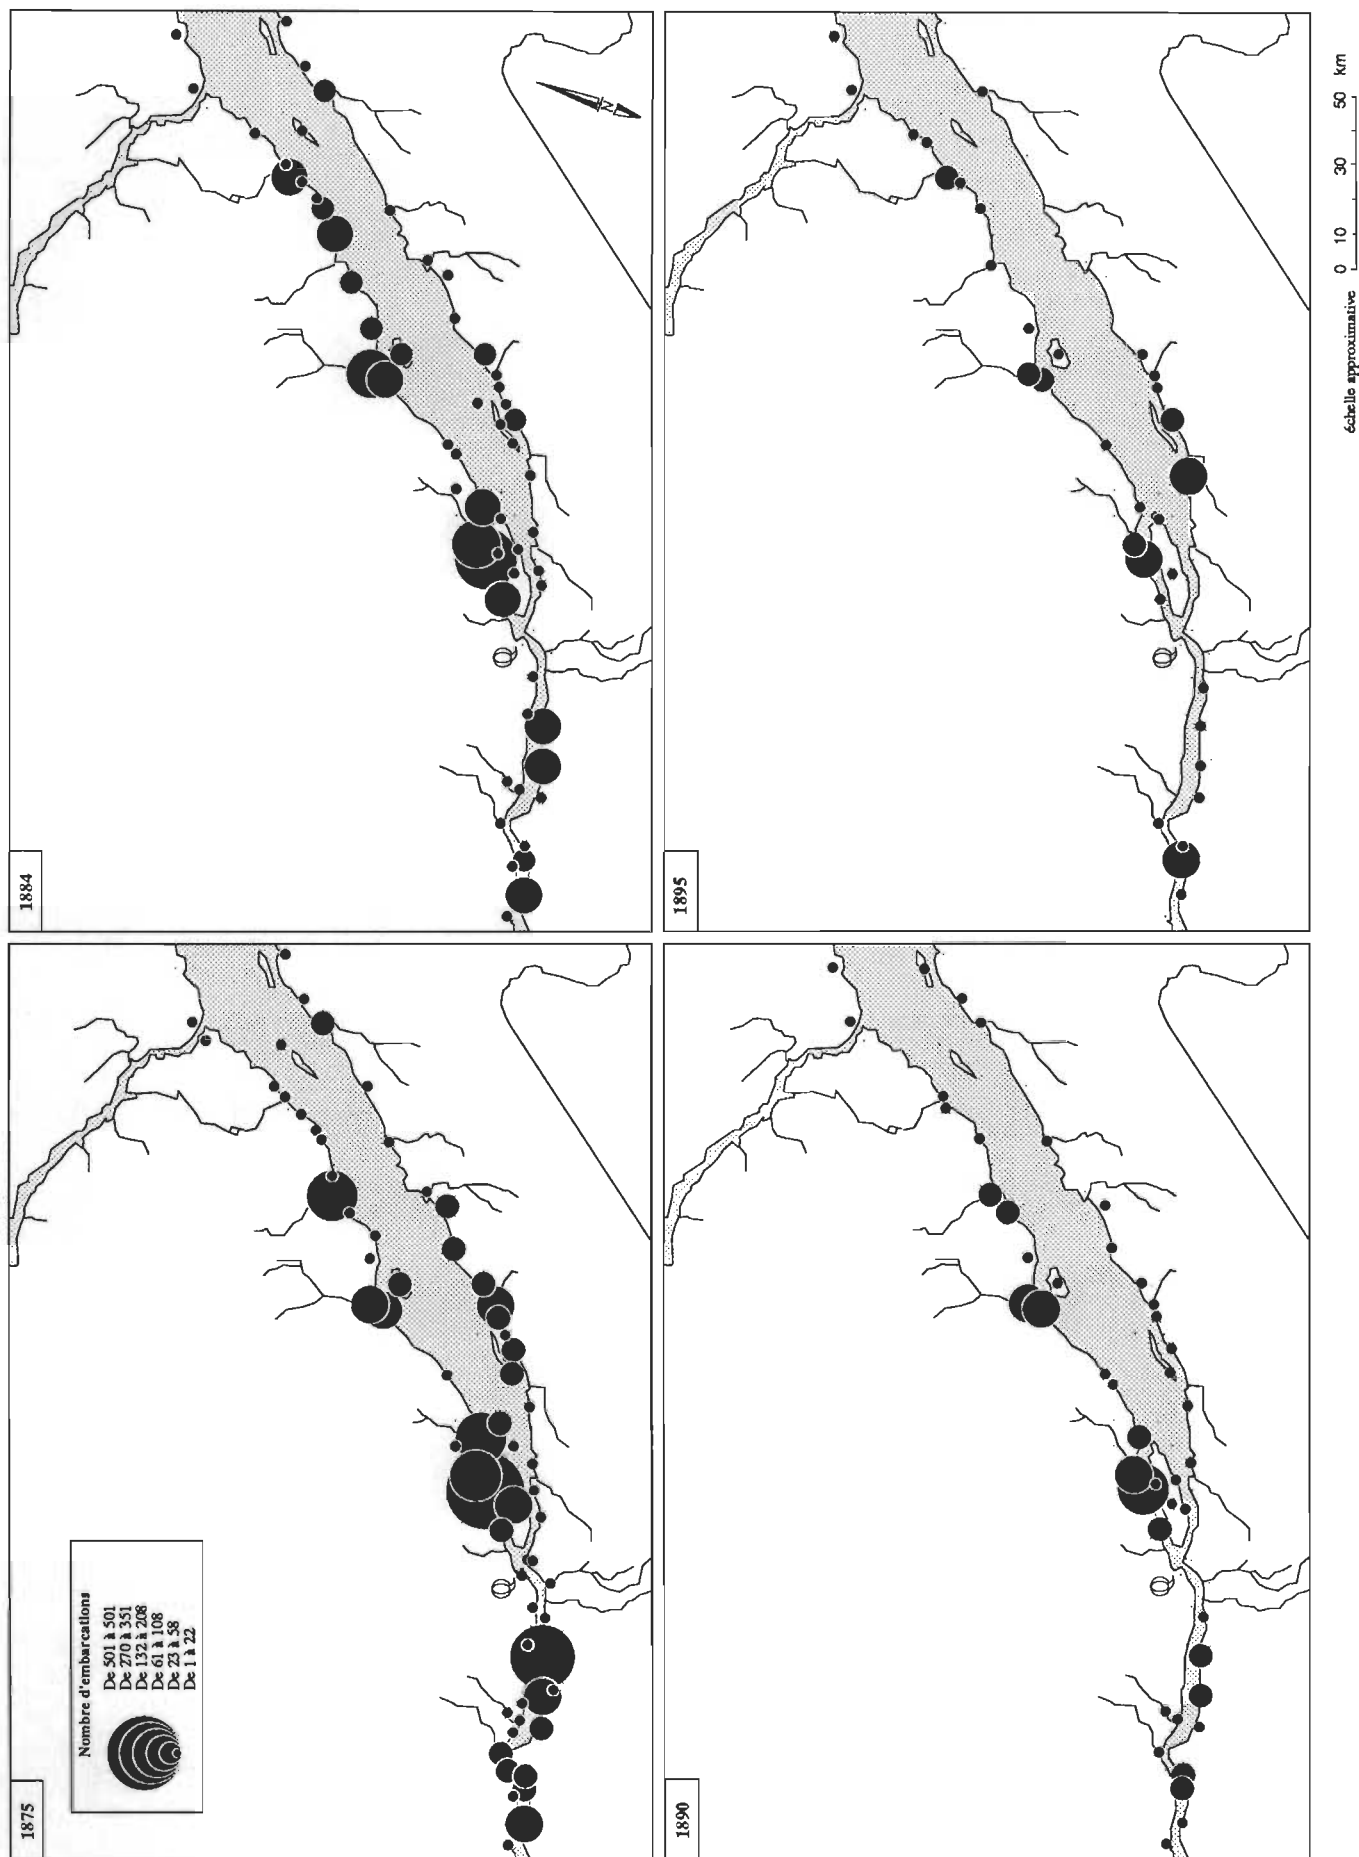 1875
Nombre d'embarcations
De 501 à 501
De 270 à 351
De 132 à 208
De 61 à 108
De 23 à 58
De 1 à 22
1884
N
1890
1895
0 10 30 50 km
échelle approximative